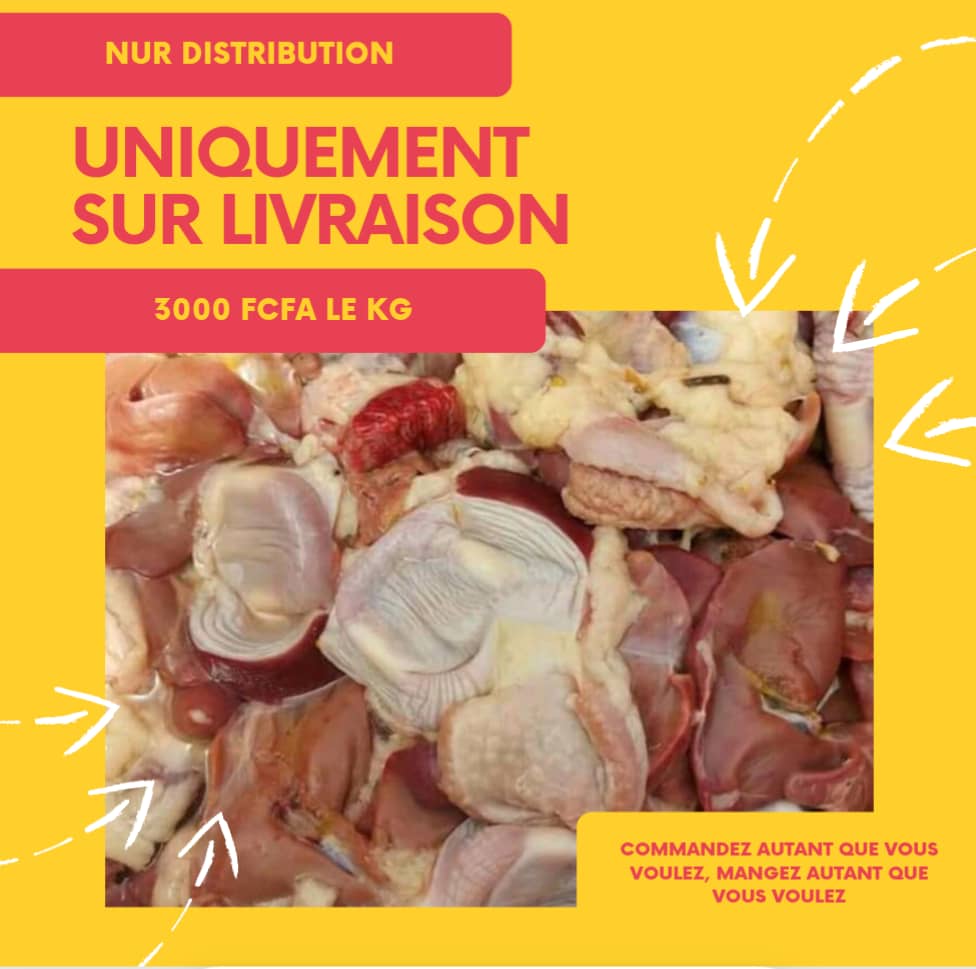 NUR DISTRIBUTION
UNIQUEMENT
SUR LIVRAISON
3000 FCFA LE KG
COMMANDEZ AUTANT QUE VOUS
VOULEZ, MANGEZ AUTANT QUE
VOUS VOULEZ